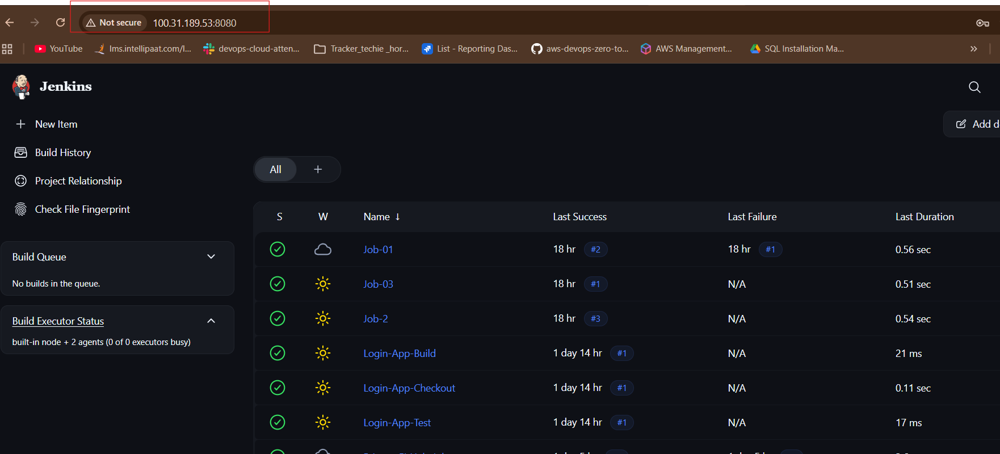 Not secure 100.31.189.53:8080
YouTube lms.intellipaat.com/l... devops-cloud-atten... Tracker_techie _hor... List - Reporting Das... aws-devops-zero-to... AWS Management... SQL Installation Ma... »
Jenkins
New Item
Add d
Build History
All +
Project Relationship
Check File Fingerprint
S W Name ↓ Last Success Last Failure Last Duration
Job-01 18 hr #2 18 hr #1 0.56 sec
Build Queue
No builds in the queue.
Job-03 18 hr #1 N/A 0.51 sec
Build Executor Status
built-in node + 2 agents (0 of 0 executors busy)
Job-2 18 hr #3 N/A 0.54 sec
Login-App-Build 1 day 14 hr #1 N/A 21 ms
Login-App-Checkout 1 day 14 hr #1 N/A 0.11 sec
Login-App-Test 1 day 14 hr #1 N/A 17 ms